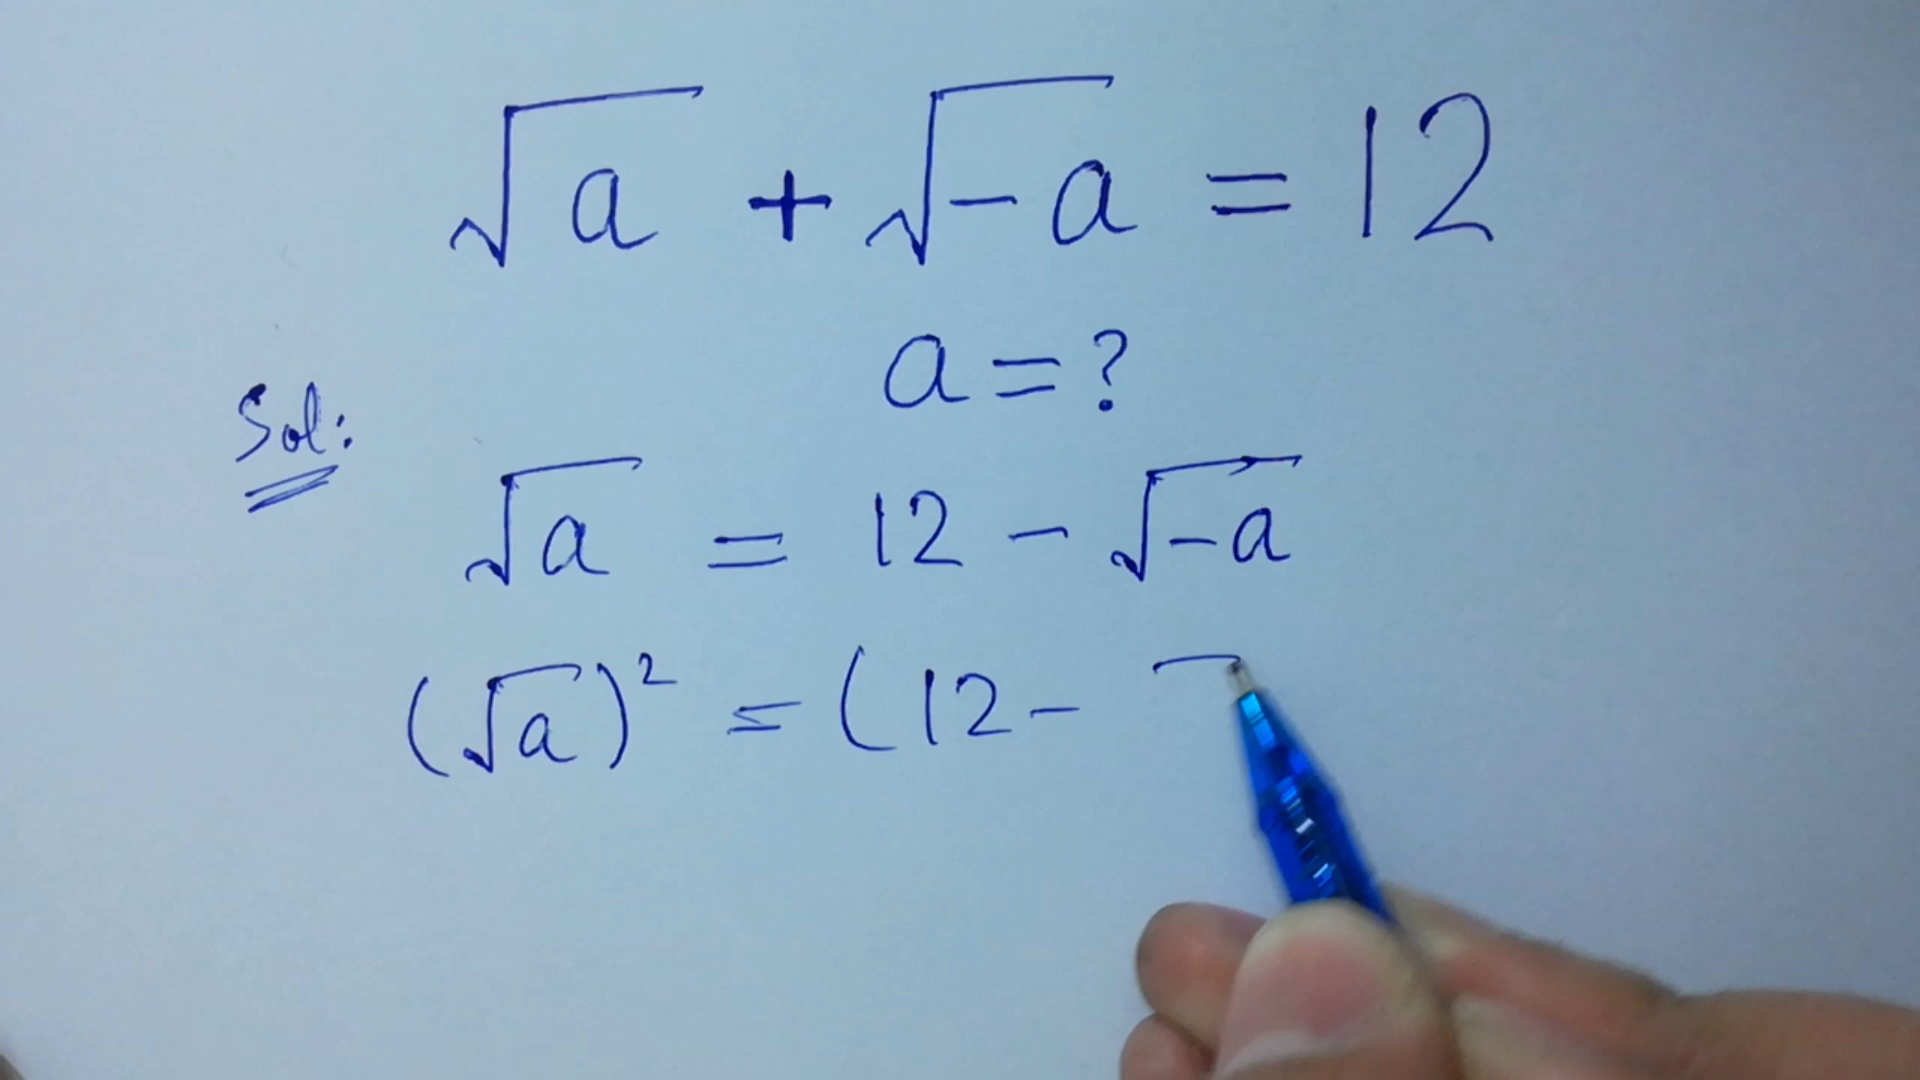 √a + √-a = 12
a = ?
Sol:
√a = 12 - √-a
(√a)² = (12 -